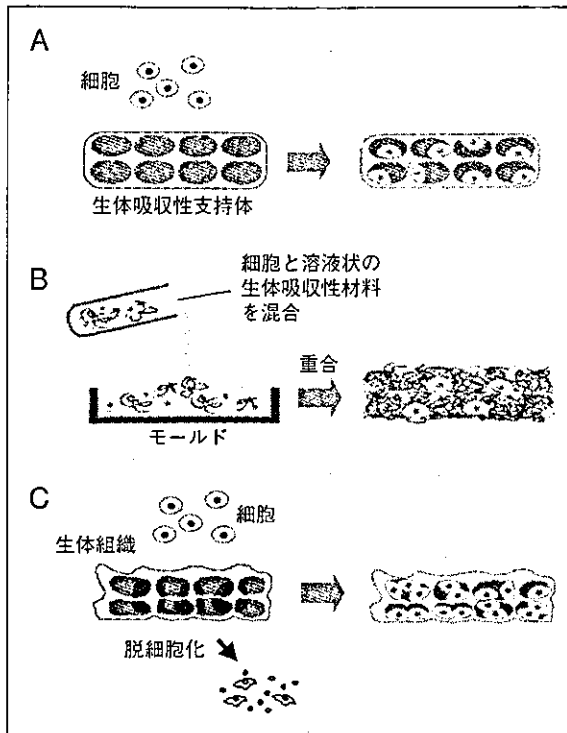 A
細胞
生体吸収性支持体
B
細胞と溶液状の
生体吸収性材料
を混合
重合
モールド
C
細胞
生体組織
脱細胞化